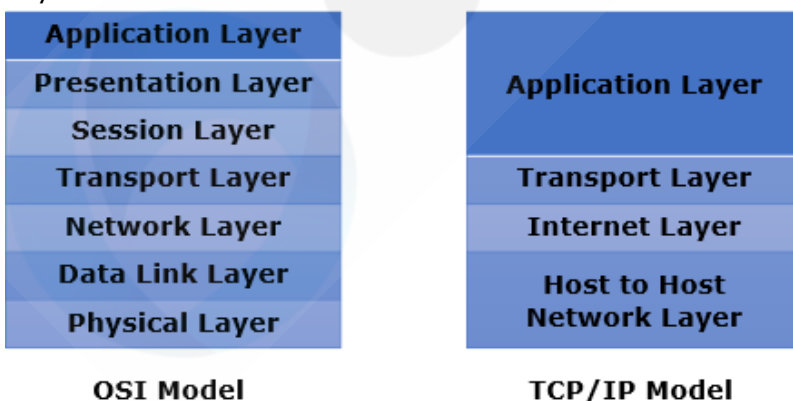 Application Layer
Presentation Layer
Session Layer
Transport Layer
Network Layer
Data Link Layer
Physical Layer
OSI Model
Application Layer
Transport Layer
Internet Layer
Host to Host
Network Layer
TCP/IP Model